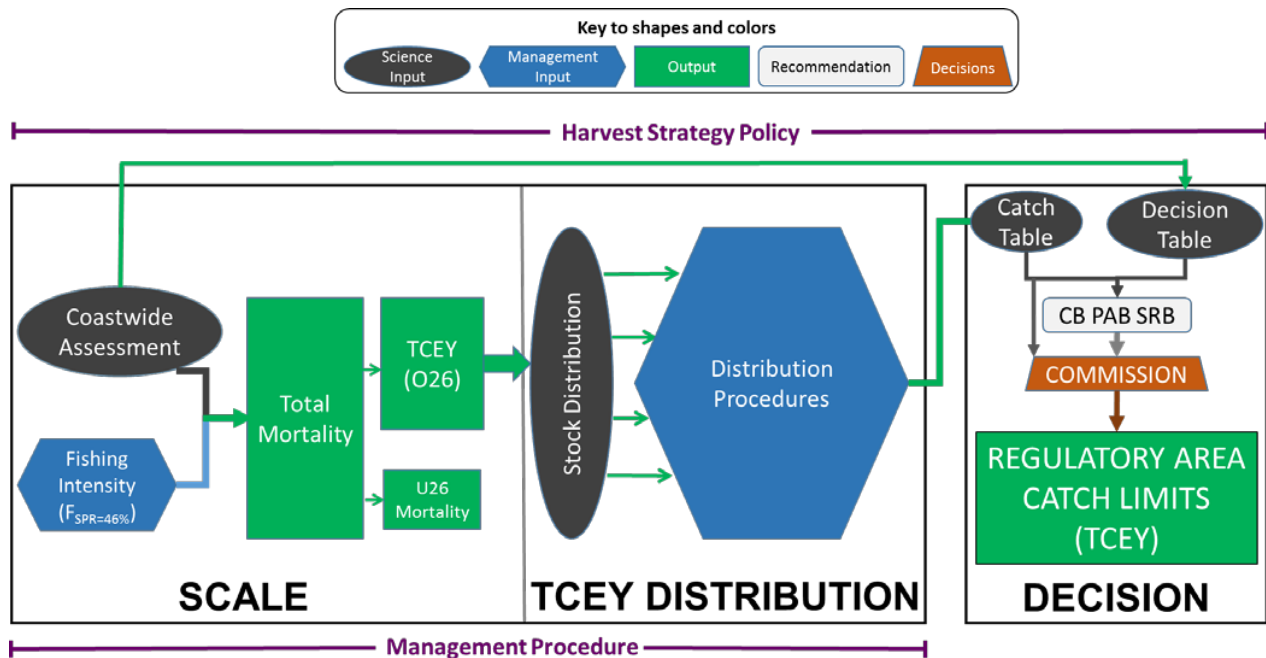 Key to shapes and colors
Science
Input
Management
Input
Output
Recommendation
Decisions
Harvest Strategy Policy
Coastwide
Assessment
Fishing
Intensity
(FSPR=46%)
Total
Mortality
TCEY
(O26)
U26
Mortality
SCALE
Stock Distribution
Distribution
Procedures
TCEY DISTRIBUTION
Catch
Table
Decision
Table
CB PAB SRB
COMMISSION
REGULATORY AREA
CATCH LIMITS
(TCEY)
DECISION
Management Procedure